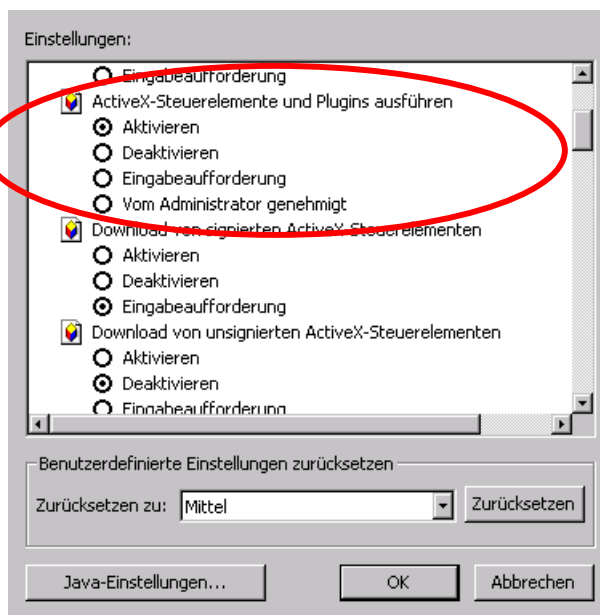 Einstellungen:
Eingabeaufforderung
ActiveX-Steuerelemente und Plugins ausführen
Aktivieren
Deaktivieren
Eingabeaufforderung
Vom Administrator genehmigt
Download von signierten ActiveX-Steuerelementen
Aktivieren
Deaktivieren
Eingabeaufforderung
Download von unsignierten ActiveX-Steuerelementen
Aktivieren
Deaktivieren
Eingabeaufforderung
Benutzerdefinierte Einstellungen zurücksetzen
Zurücksetzen zu: Mittel Zurücksetzen
Java-Einstellungen... OK Abbrechen